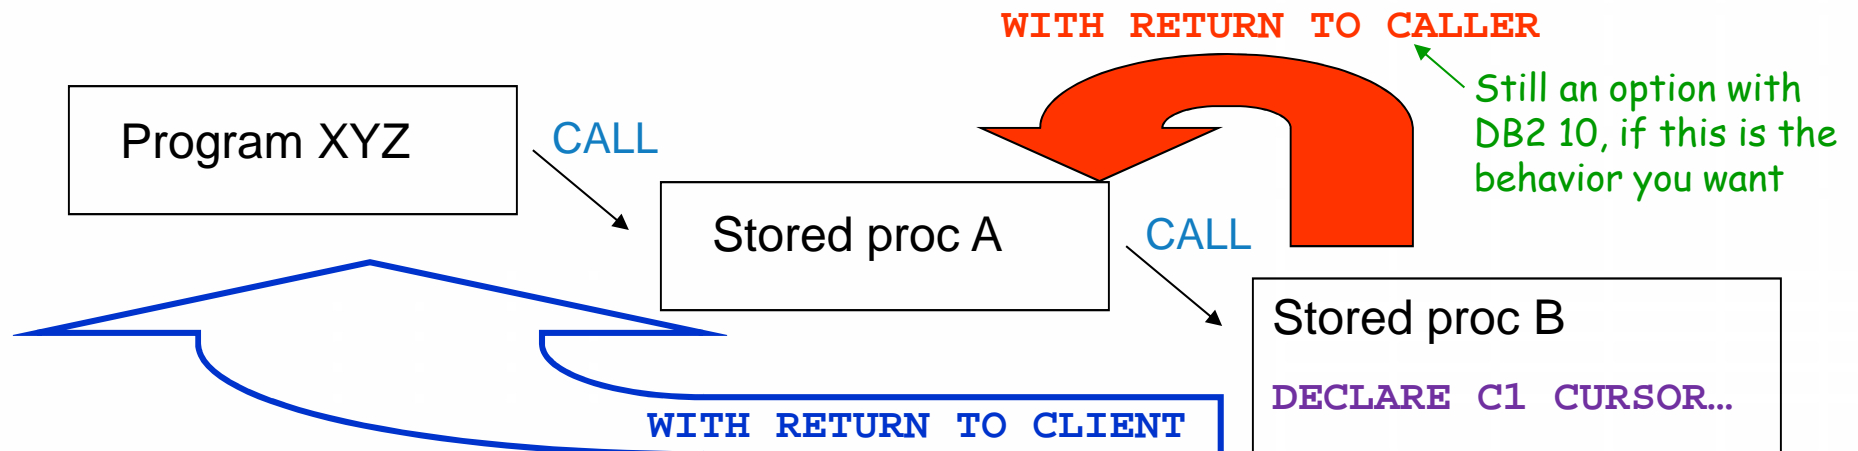 WITH RETURN TO CALLER
Still an option with
DB2 10, if this is the
behavior you want
Program XYZ
CALL
Stored proc A
CALL
Stored proc B
DECLARE C1 CURSOR…
WITH RETURN TO CLIENT